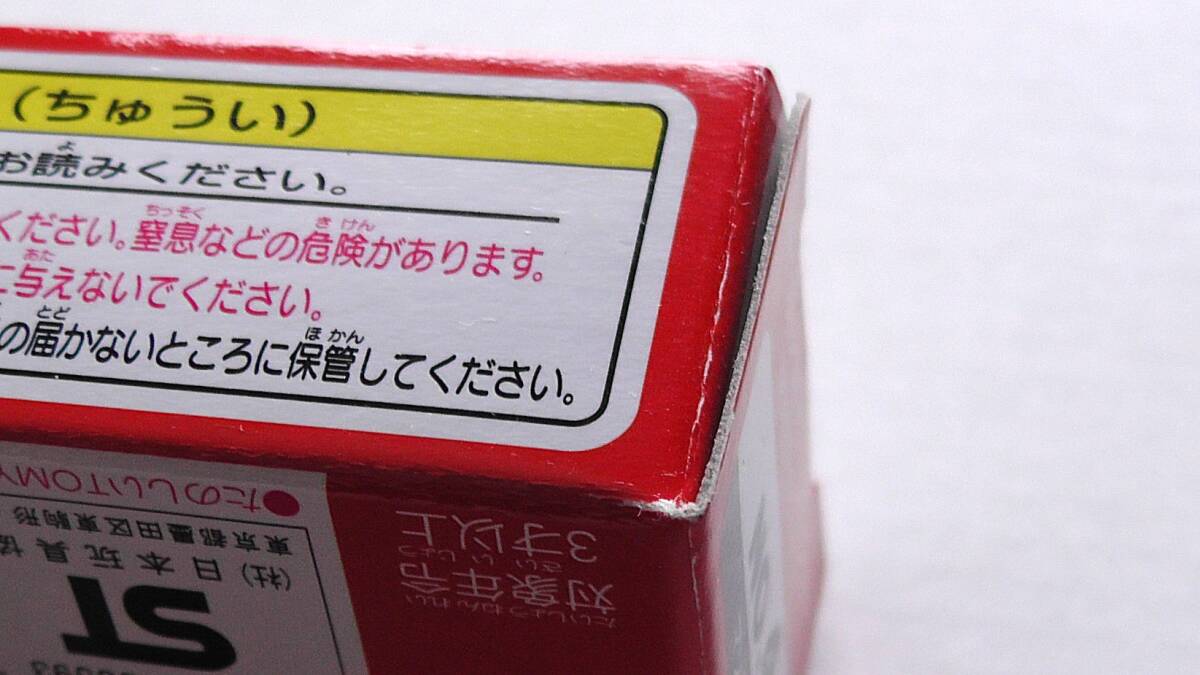 （ちゅうい）
お読みください。
ください。窒息などの危険があります。
に与えないでください。
の届かないところに保管してください。
対象年令
3才以上
ST
（社）日本玩具協
東京都墨田区東駒形
●たのしいTOMY